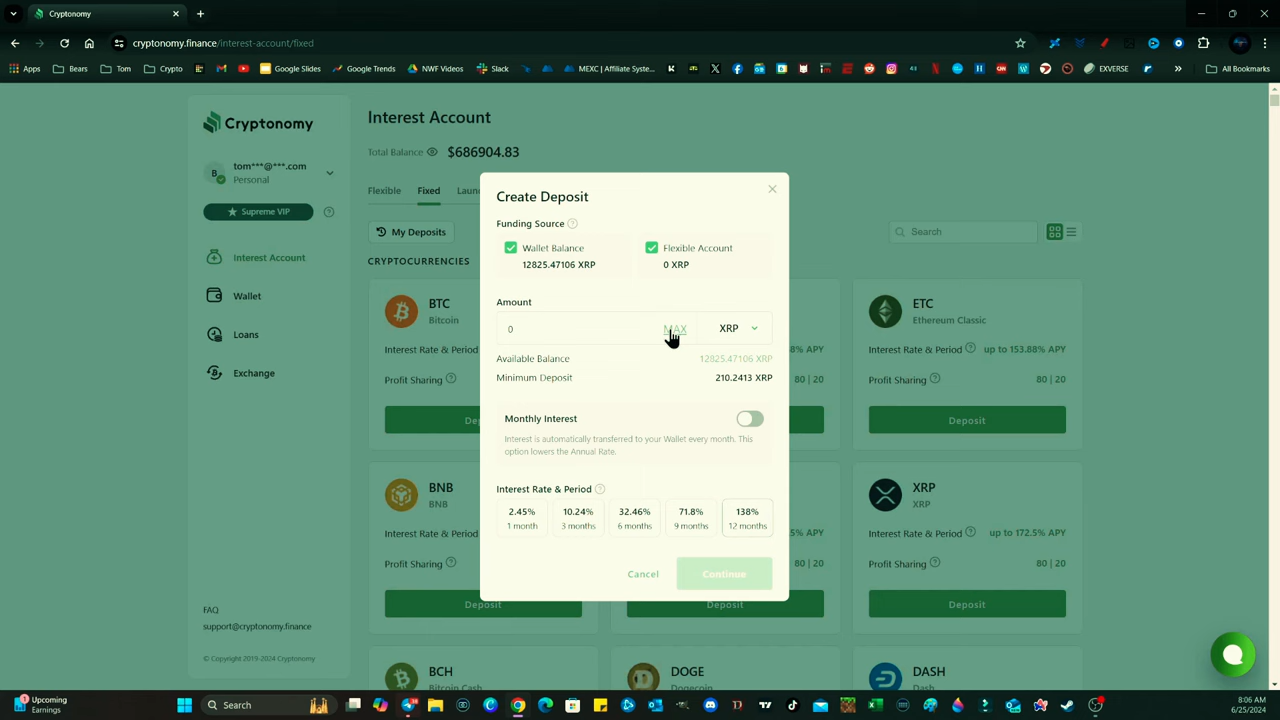 Cryptonomy
cryptonomy.finance/interest-account/fixed
Apps
Bears
Tom
Crypto
Google Slides
Google Trends
NWF Videos
Slack
MEXC | Affiliate Systeme...
EXVERSE
All Bookmarks
Cryptonomy
tom***@***.com
Personal
Supreme VIP
Interest Account
Wallet
Loans
Exchange
FAQ
support@cryptonomy.finance
© Copyright 2019-2024 Cryptonomy
Interest Account
Total Balance $686904.83
Flexible Fixed
My Deposits
Search
CRYPTOCURRENCIES
BTC
Bitcoin
Interest Rate & Period
Profit Sharing
ETC
Ethereum Classic
Interest Rate & Period up to 153.88% APY
Profit Sharing 80 | 20
Deposit
BNB
BNB
Interest Rate & Period
Profit Sharing
Deposit
Deposit
XRP
XRP
Interest Rate & Period up to 172.5% APY
Profit Sharing 80 | 20
Deposit
BCH
Bitcoin Cash
DOGE
Dogecoin
DASH
Dash
Create Deposit
Funding Source
Wallet Balance
12825.47106 XRP
Flexible Account
0 XRP
Amount
0 MAX XRP
Available Balance 12825.47106 XRP
Minimum Deposit 210.2413 XRP
Monthly Interest
Interest is automatically transferred to your Wallet every month. This
option lowers the Annual Rate.
Interest Rate & Period
2.45% 10.24% 32.46% 71.8% 138%
1 month 3 months 6 months 9 months 12 months
Cancel Continue
Upcoming
Earnings
Search
8:06 AM
6/25/2024